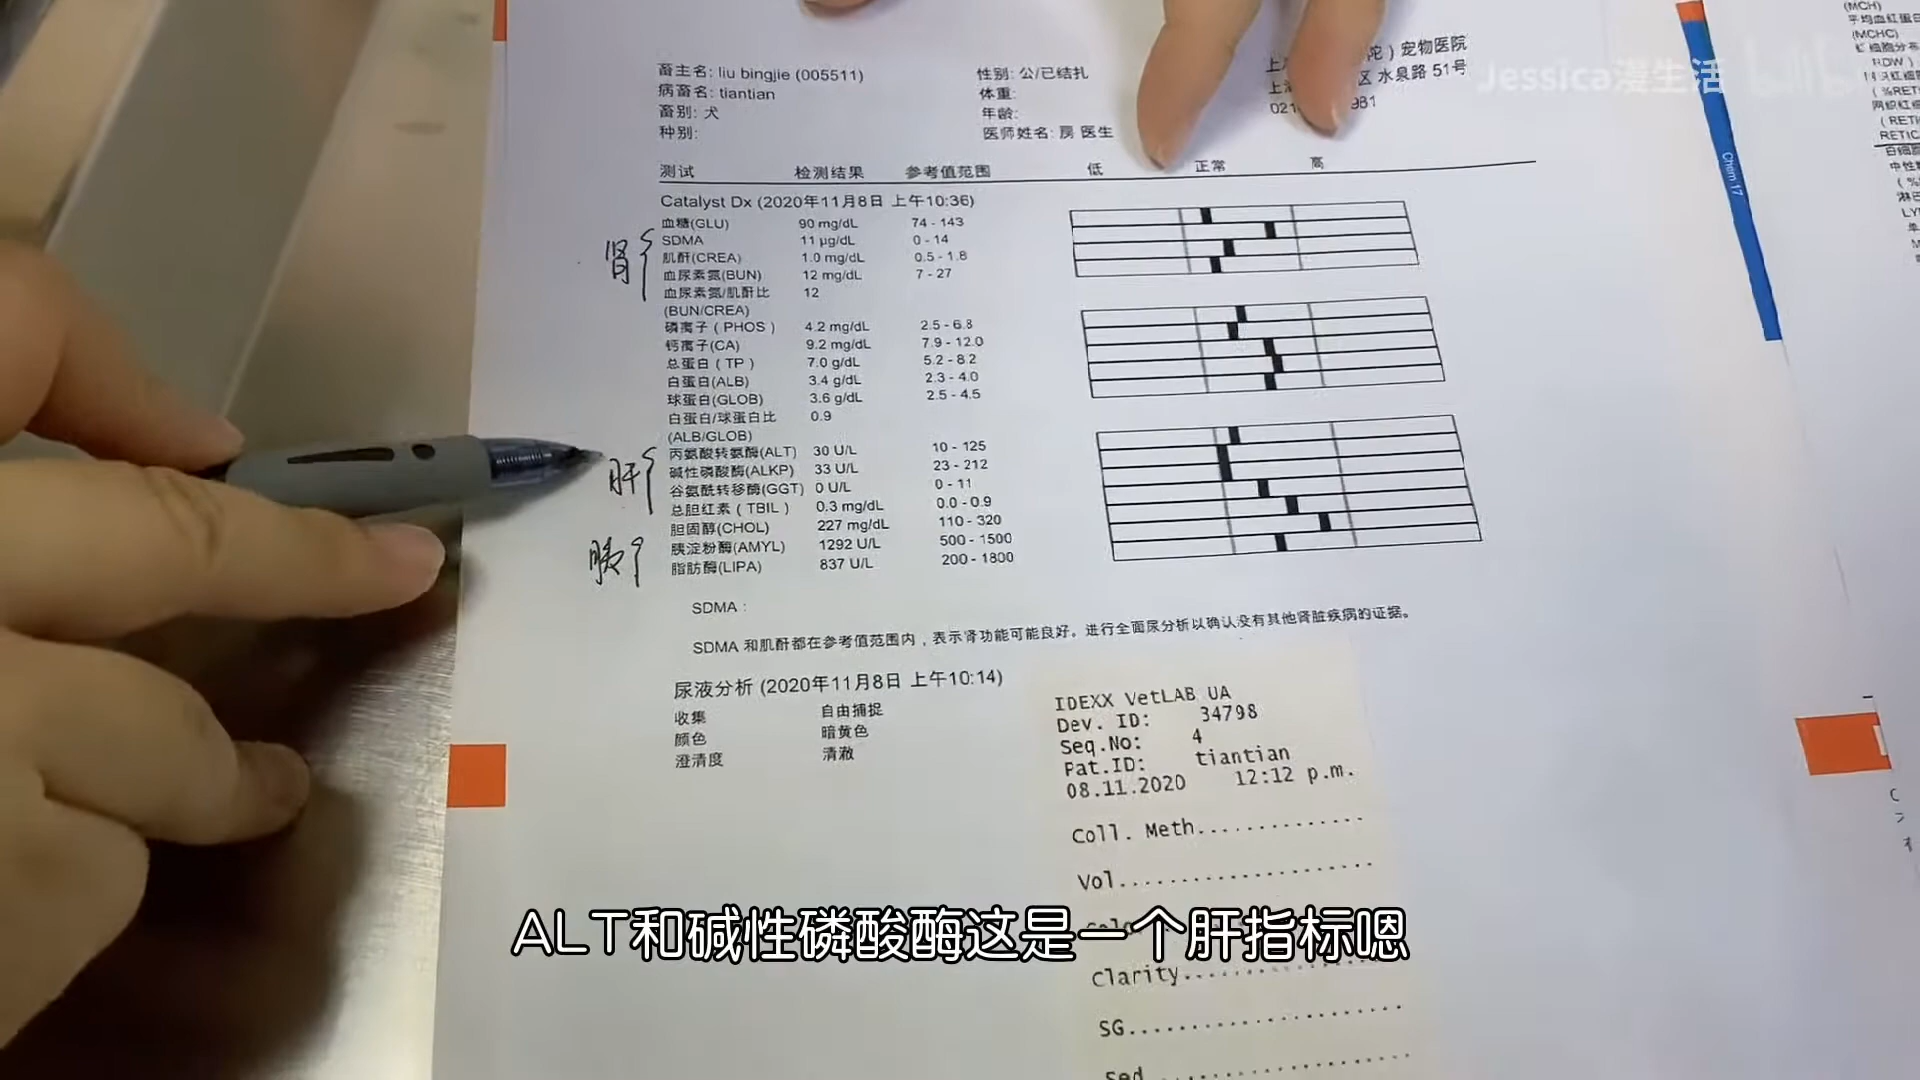 畜主名: liu bingjie (005511)
病畜名: tiantian
畜别: 犬
种别:
性别: 公/已结扎
体重:
年龄:
医师姓名: 房 医生
宠物医院
水泉路 51号
Jessica漫生活
测试 检测结果 参考值范围 低 正常 高
Catalyst Dx (2020年11月8日 上午10:36)
血糖(GLU) 90 mg/dL 74 - 143
SDMA 11 µg/dL 0 - 14
肌酐(CREA) 1.0 mg/dL 0.5 - 1.8
血尿素氮(BUN) 12 mg/dL 7 - 27
血尿素氮/肌酐比 12
(BUN/CREA)
磷离子 ( PHOS ) 4.2 mg/dL 2.5 - 6.8
钙离子(CA) 9.2 mg/dL 7.9 - 12.0
总蛋白 ( TP ) 7.0 g/dL 5.2 - 8.2
白蛋白(ALB) 3.4 g/dL 2.3 - 4.0
球蛋白(GLOB) 3.6 g/dL 2.5 - 4.5
白蛋白/球蛋白比 0.9
(ALB/GLOB)
丙氨酸转氨酶(ALT) 30 U/L 10 - 125
碱性磷酸酶(ALKP) 33 U/L 23 - 212
谷氨酰转移酶(GGT) 0 U/L 0 - 11
总胆红素 ( TBIL ) 0.3 mg/dL 0.0 - 0.9
胆固醇(CHOL) 227 mg/dL 110 - 320
胰淀粉酶(AMYL) 1292 U/L 500 - 1500
脂肪酶(LIPA) 837 U/L 200 - 1800
肾
肝
胰
SDMA :
SDMA 和肌酐都在参考值范围内，表示肾功能可能良好。进行全面尿分析以确认没有其他肾脏疾病的证据。
尿液分析 (2020年11月8日 上午10:14)
收集 自由捕捉
颜色 暗黄色
澄清度 清澈
IDEXX VetLAB UA
Dev. ID: 34798
Seq.No: 4
Pat.ID: tiantian
08.11.2020 12:12 p.m.
Coll. Meth..............
Vol....................
Clarity................
SG.....................
Sed....................
ALT和碱性磷酸酶这是一个肝指标嗯
Chem 17
(MCH)
平均血红蛋白
(MCHC)